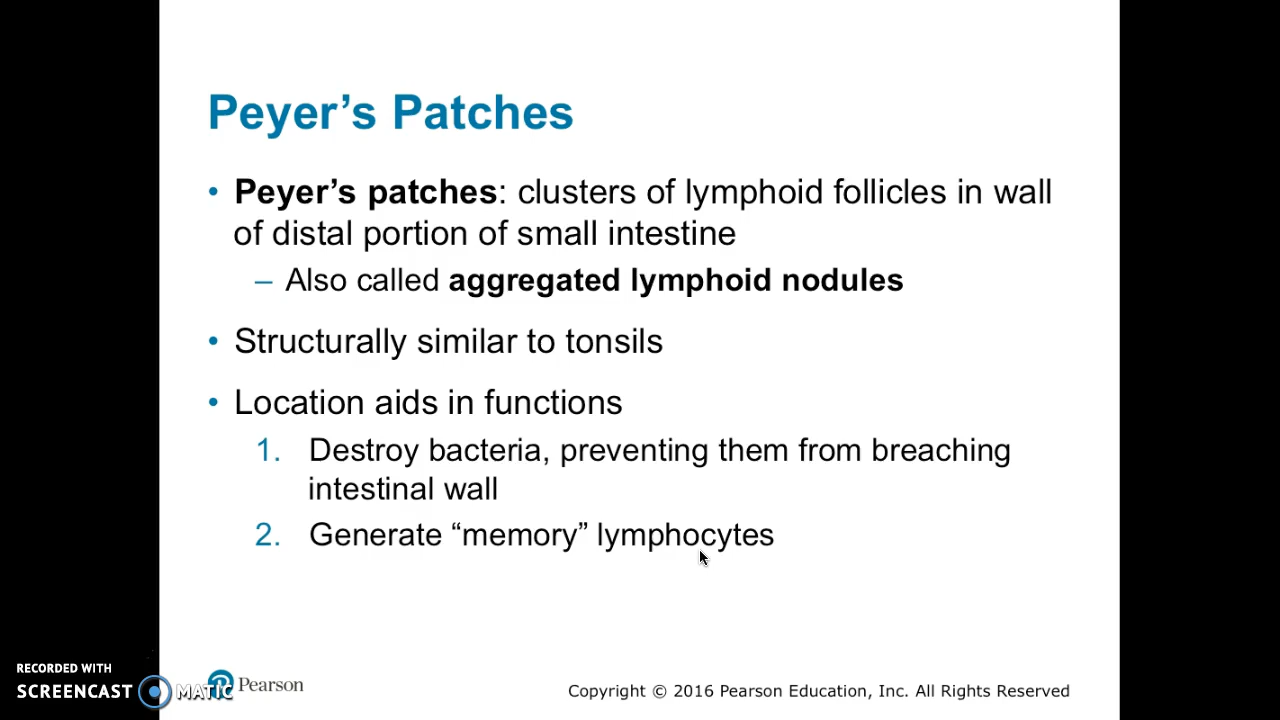 Peyer’s Patches
• Peyer’s patches: clusters of lymphoid follicles in wall
of distal portion of small intestine
– Also called aggregated lymphoid nodules
• Structurally similar to tonsils
• Location aids in functions
1. Destroy bacteria, preventing them from breaching
intestinal wall
2. Generate “memory” lymphocytes
RECORDED WITH
SCREENCAST MATIC
Pearson
Copyright © 2016 Pearson Education, Inc. All Rights Reserved